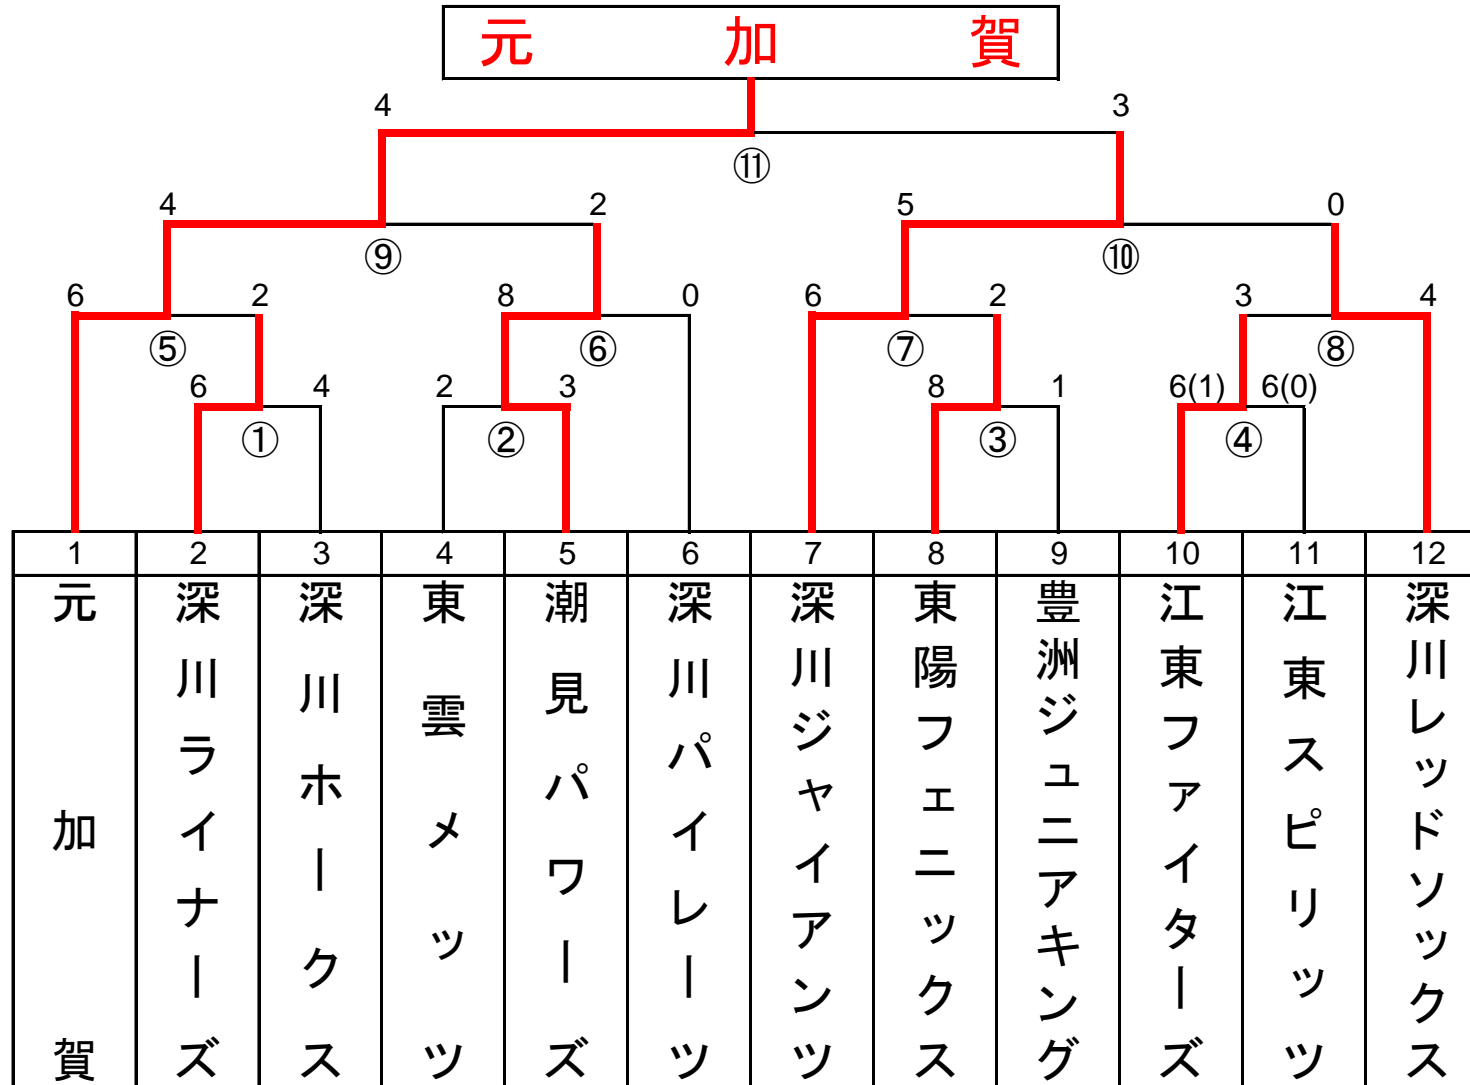 元加賀
4 3
⑪
4 2 5 0
⑨ ⑩
6 2 8 0 6 2 3 4
⑤ ⑥ ⑦ ⑧
6 4 2 3 8 1 6(1) 6(0)
① ② ③ ④
1 2 3 4 5 6 7 8 9 10 11 12
元加賀
深川ライナーズ
深川ホークス
東雲メッツ
潮見パワーズ
深川パイレーツ
深川ジャイアンツ
東陽フェニックス
豊洲ジュニアキング
江東ファイターズ
江東スピリッツ
深川レッドソックス